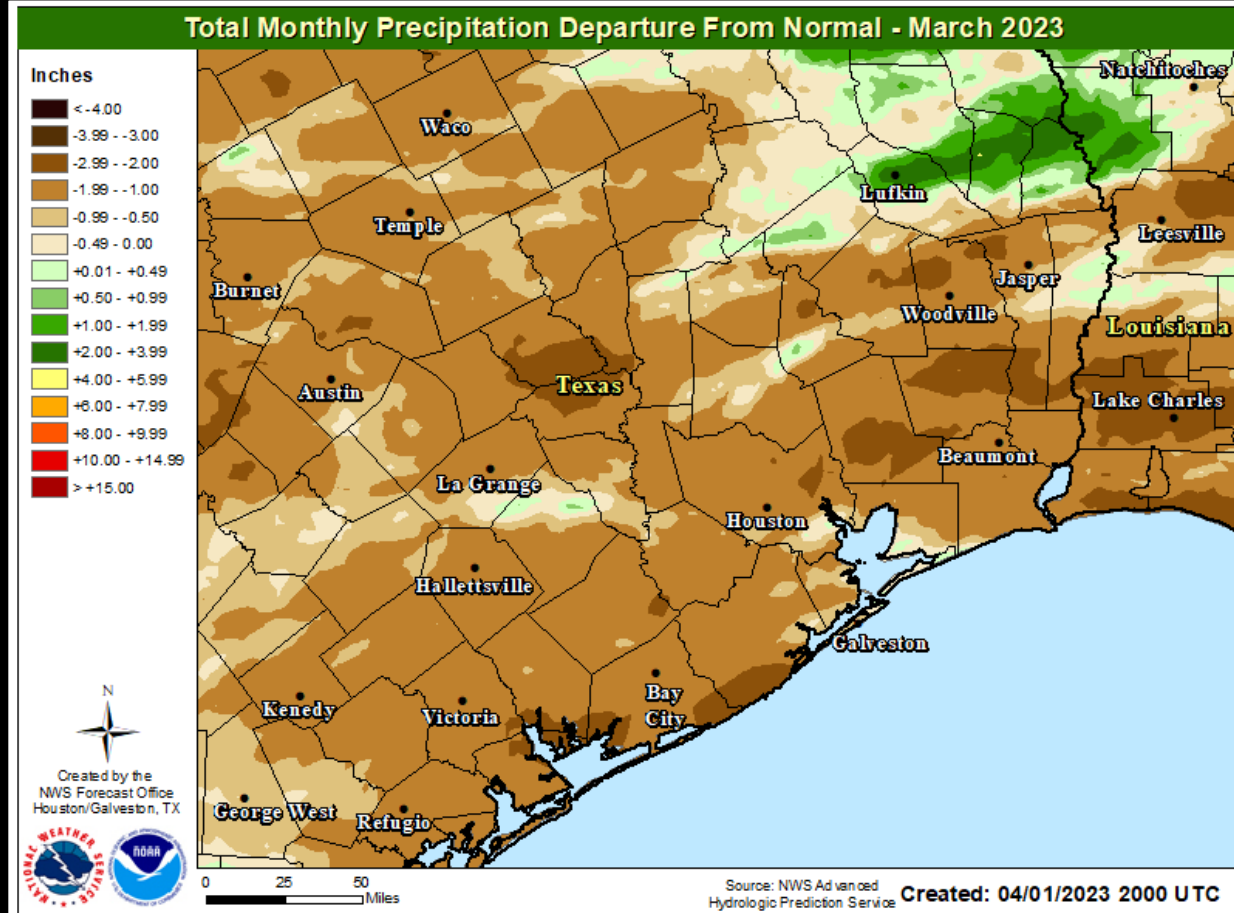 Total Monthly Precipitation Departure From Normal - March 2023
Inches
< -4.00
-3.99 - -3.00
-2.99 - -2.00
-1.99 - -1.00
-0.99 - -0.50
-0.49 - 0.00
+0.01 - +0.49
+0.50 - +0.99
+1.00 - +1.99
+2.00 - +3.99
+4.00 - +5.99
+6.00 - +7.99
+8.00 - +9.99
+10.00 - +14.99
> +15.00
Natchitoches
Waco
Lufkin
Temple
Leesville
Burnet
Jasper
Woodville
Louisiana
Texas
Austin
Lake Charles
La Grange
Beaumont
Houston
Hallettsville
Galveston
Kenedy
Victoria
Bay
City
George West
Refugio
N
Created by the
NWS Forecast Office
Houston/Galveston, TX
NATIONAL WEATHER SERVICE
NOAA
0 25 50
Miles
Source: NWS Advanced
Hydrologic Prediction Service
Created: 04/01/2023 2000 UTC